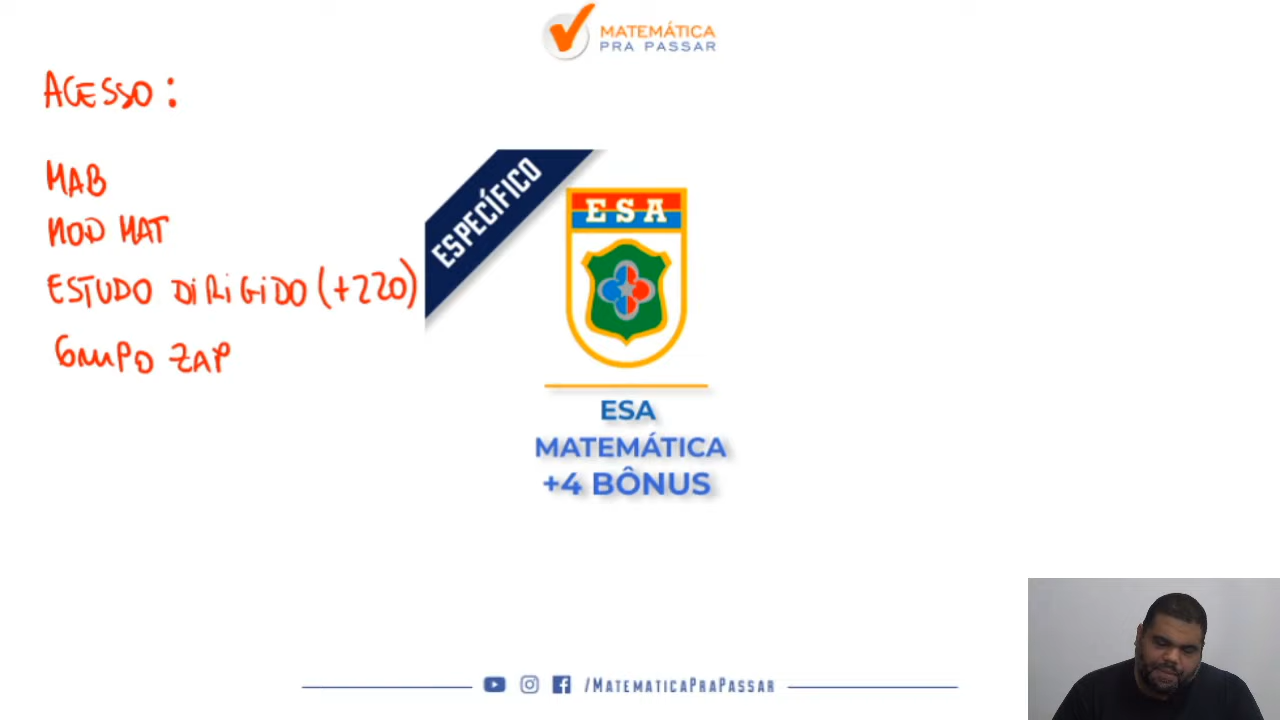 MATEMÁTICA
PRA PASSAR
ACESSO:
MAB
MOD MAT
ESTUDO DIRIGIDO (+220)
GRUPO ZAP
ESPECÍFICO
ESA
ESA
MATEMÁTICA
+4 BÔNUS
/MATEMATICAPRAPASSAR